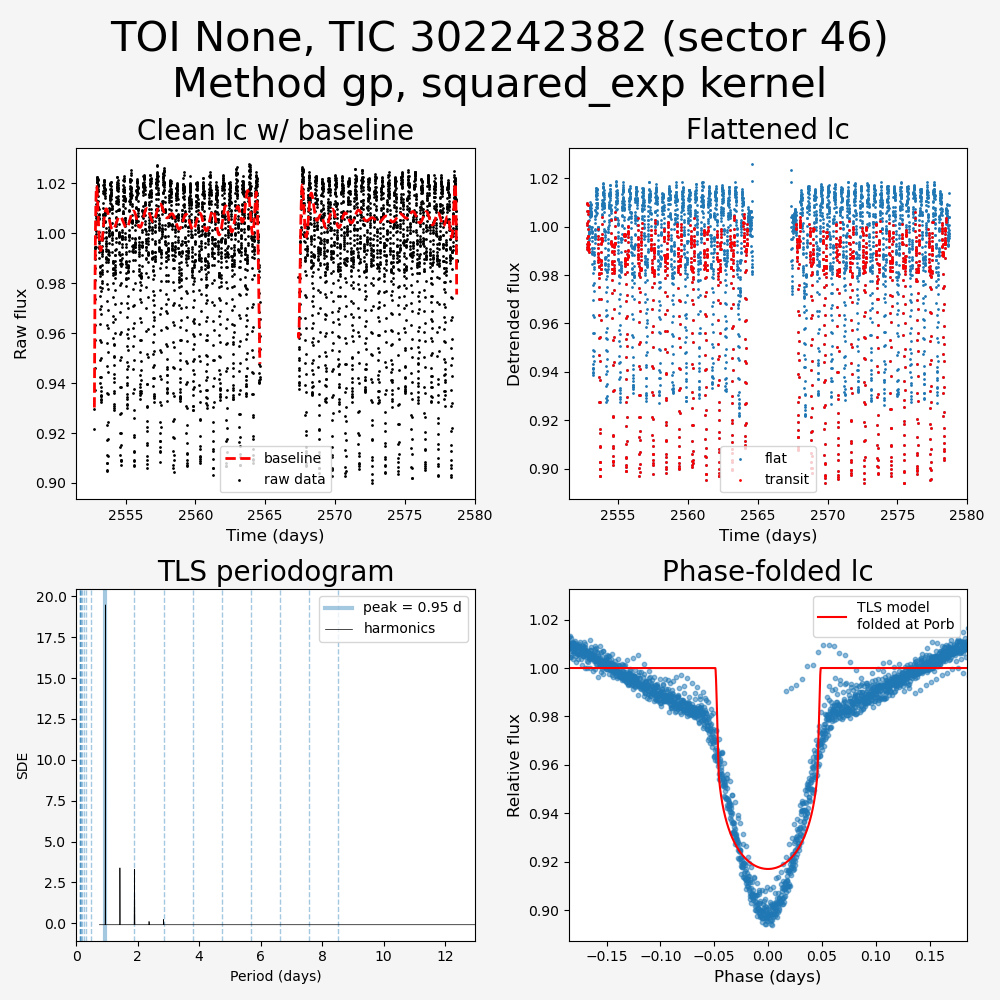 TOI None, TIC 302242382 (sector 46)
Method gp, squared_exp kernel
Clean lc w/ baseline
Raw flux
1.02
1.00
0.98
0.96
0.94
0.92
0.90
baseline
raw data
2555
2560
2565
2570
2575
2580
Time (days)
Flattened lc
Detrended flux
1.02
1.00
0.98
0.96
0.94
0.92
0.90
flat
transit
2555
2560
2565
2570
2575
2580
Time (days)
TLS periodogram
SDE
20.0
17.5
15.0
12.5
10.0
7.5
5.0
2.5
0.0
peak = 0.95 d
harmonics
0
2
4
6
8
10
12
Period (days)
Phase-folded lc
Relative flux
1.02
1.00
0.98
0.96
0.94
0.92
0.90
TLS model
folded at Porb
−0.15
−0.10
−0.05
0.00
0.05
0.10
0.15
Phase (days)